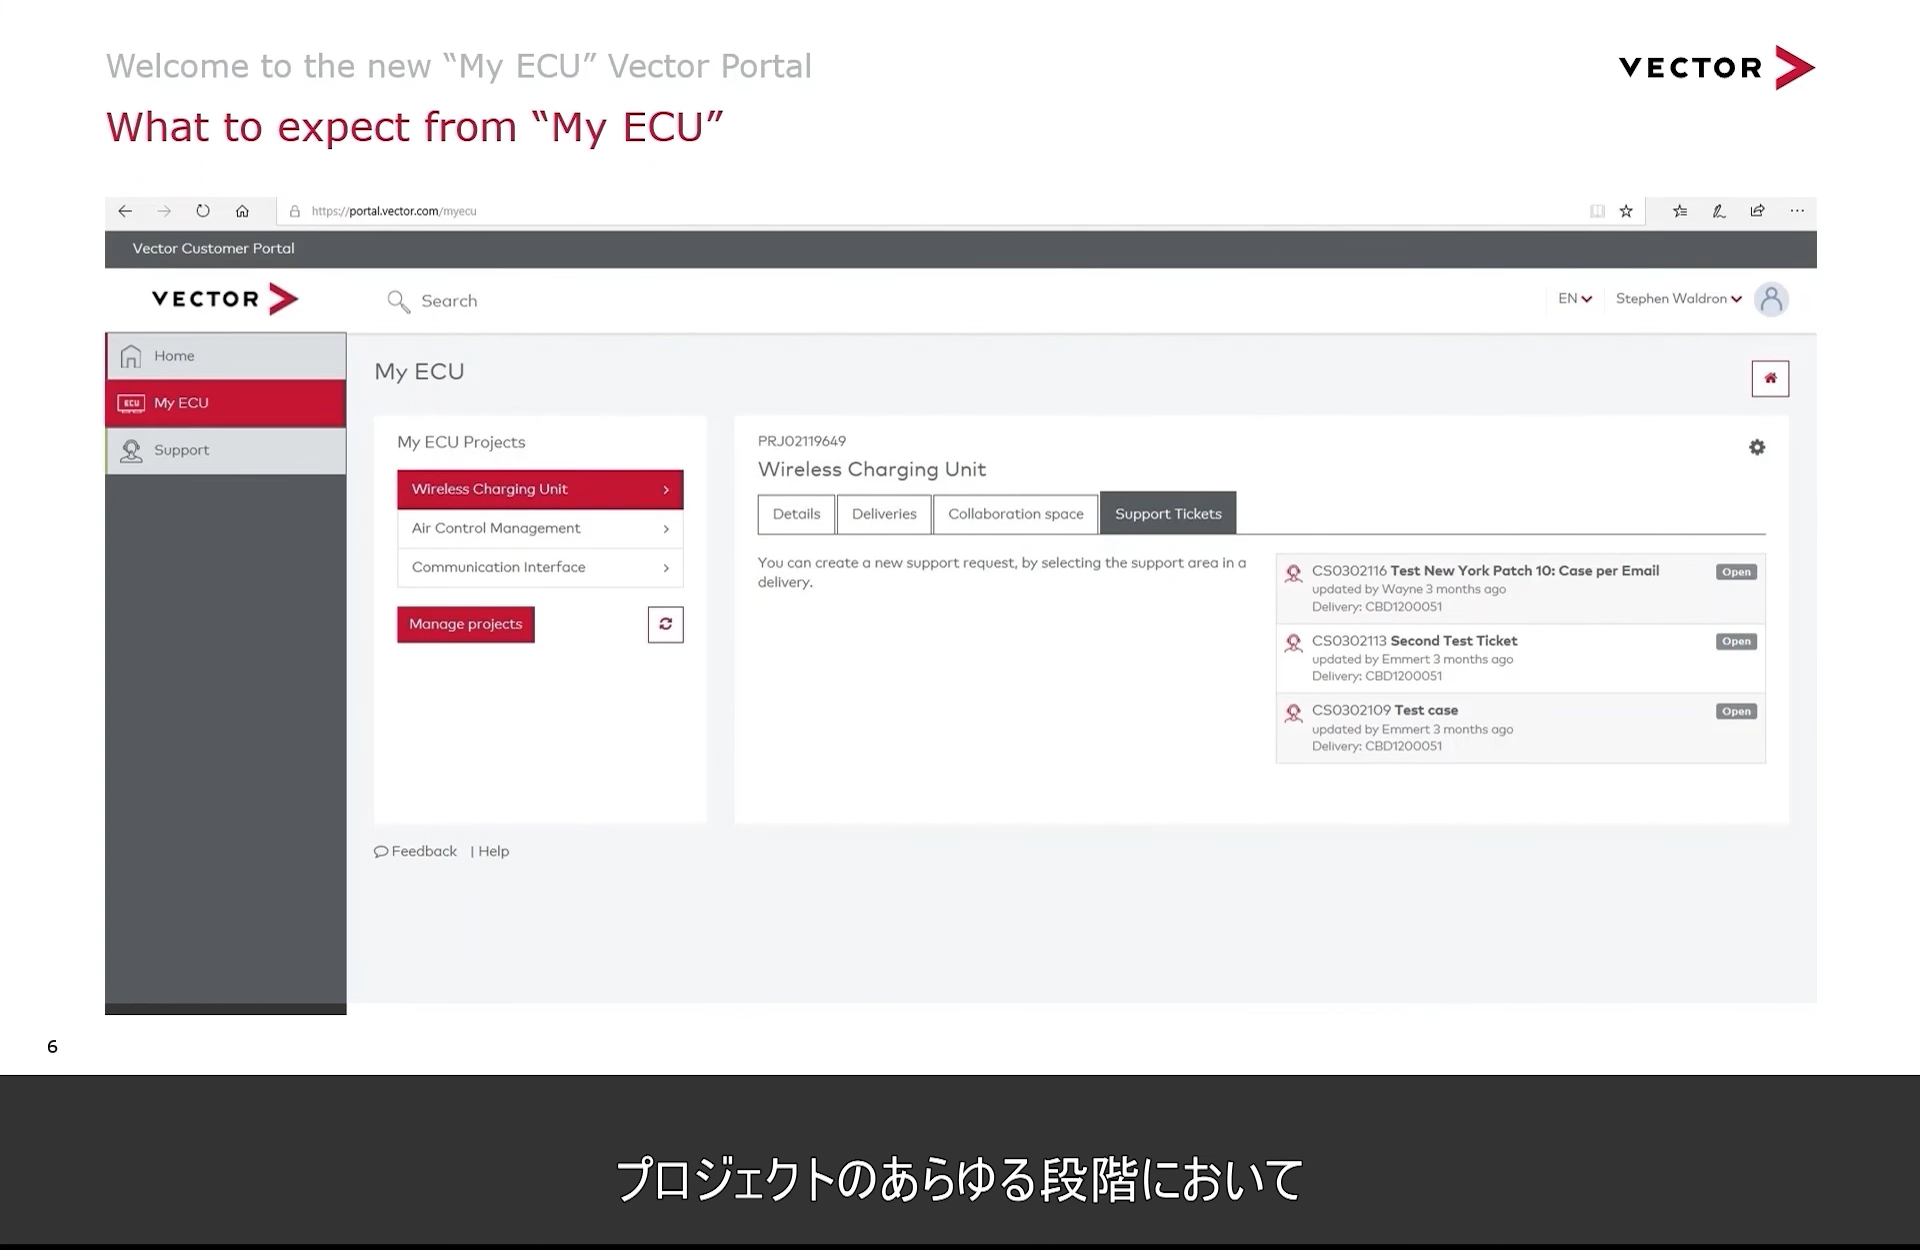 Welcome to the new “My ECU” Vector Portal
VECTOR
What to expect from “My ECU”
https://portal.vector.com/myecu
Vector Customer Portal
VECTOR
Search
EN
Stephen Waldron
Home
ECU My ECU
Support
My ECU
My ECU Projects
Wireless Charging Unit
Air Control Management
Communication Interface
Manage projects
PRJ02119649
Wireless Charging Unit
Details
Deliveries
Collaboration space
Support Tickets
You can create a new support request, by selecting the support area in a
delivery.
CS0302116 Test New York Patch 10: Case per Email
Open
updated by Wayne 3 months ago
Delivery: CBD1200051
CS0302113 Second Test Ticket
Open
updated by Emmert 3 months ago
Delivery: CBD1200051
CS0302109 Test case
Open
updated by Emmert 3 months ago
Delivery: CBD1200051
Feedback | Help
6
プロジェクトのあらゆる段階において